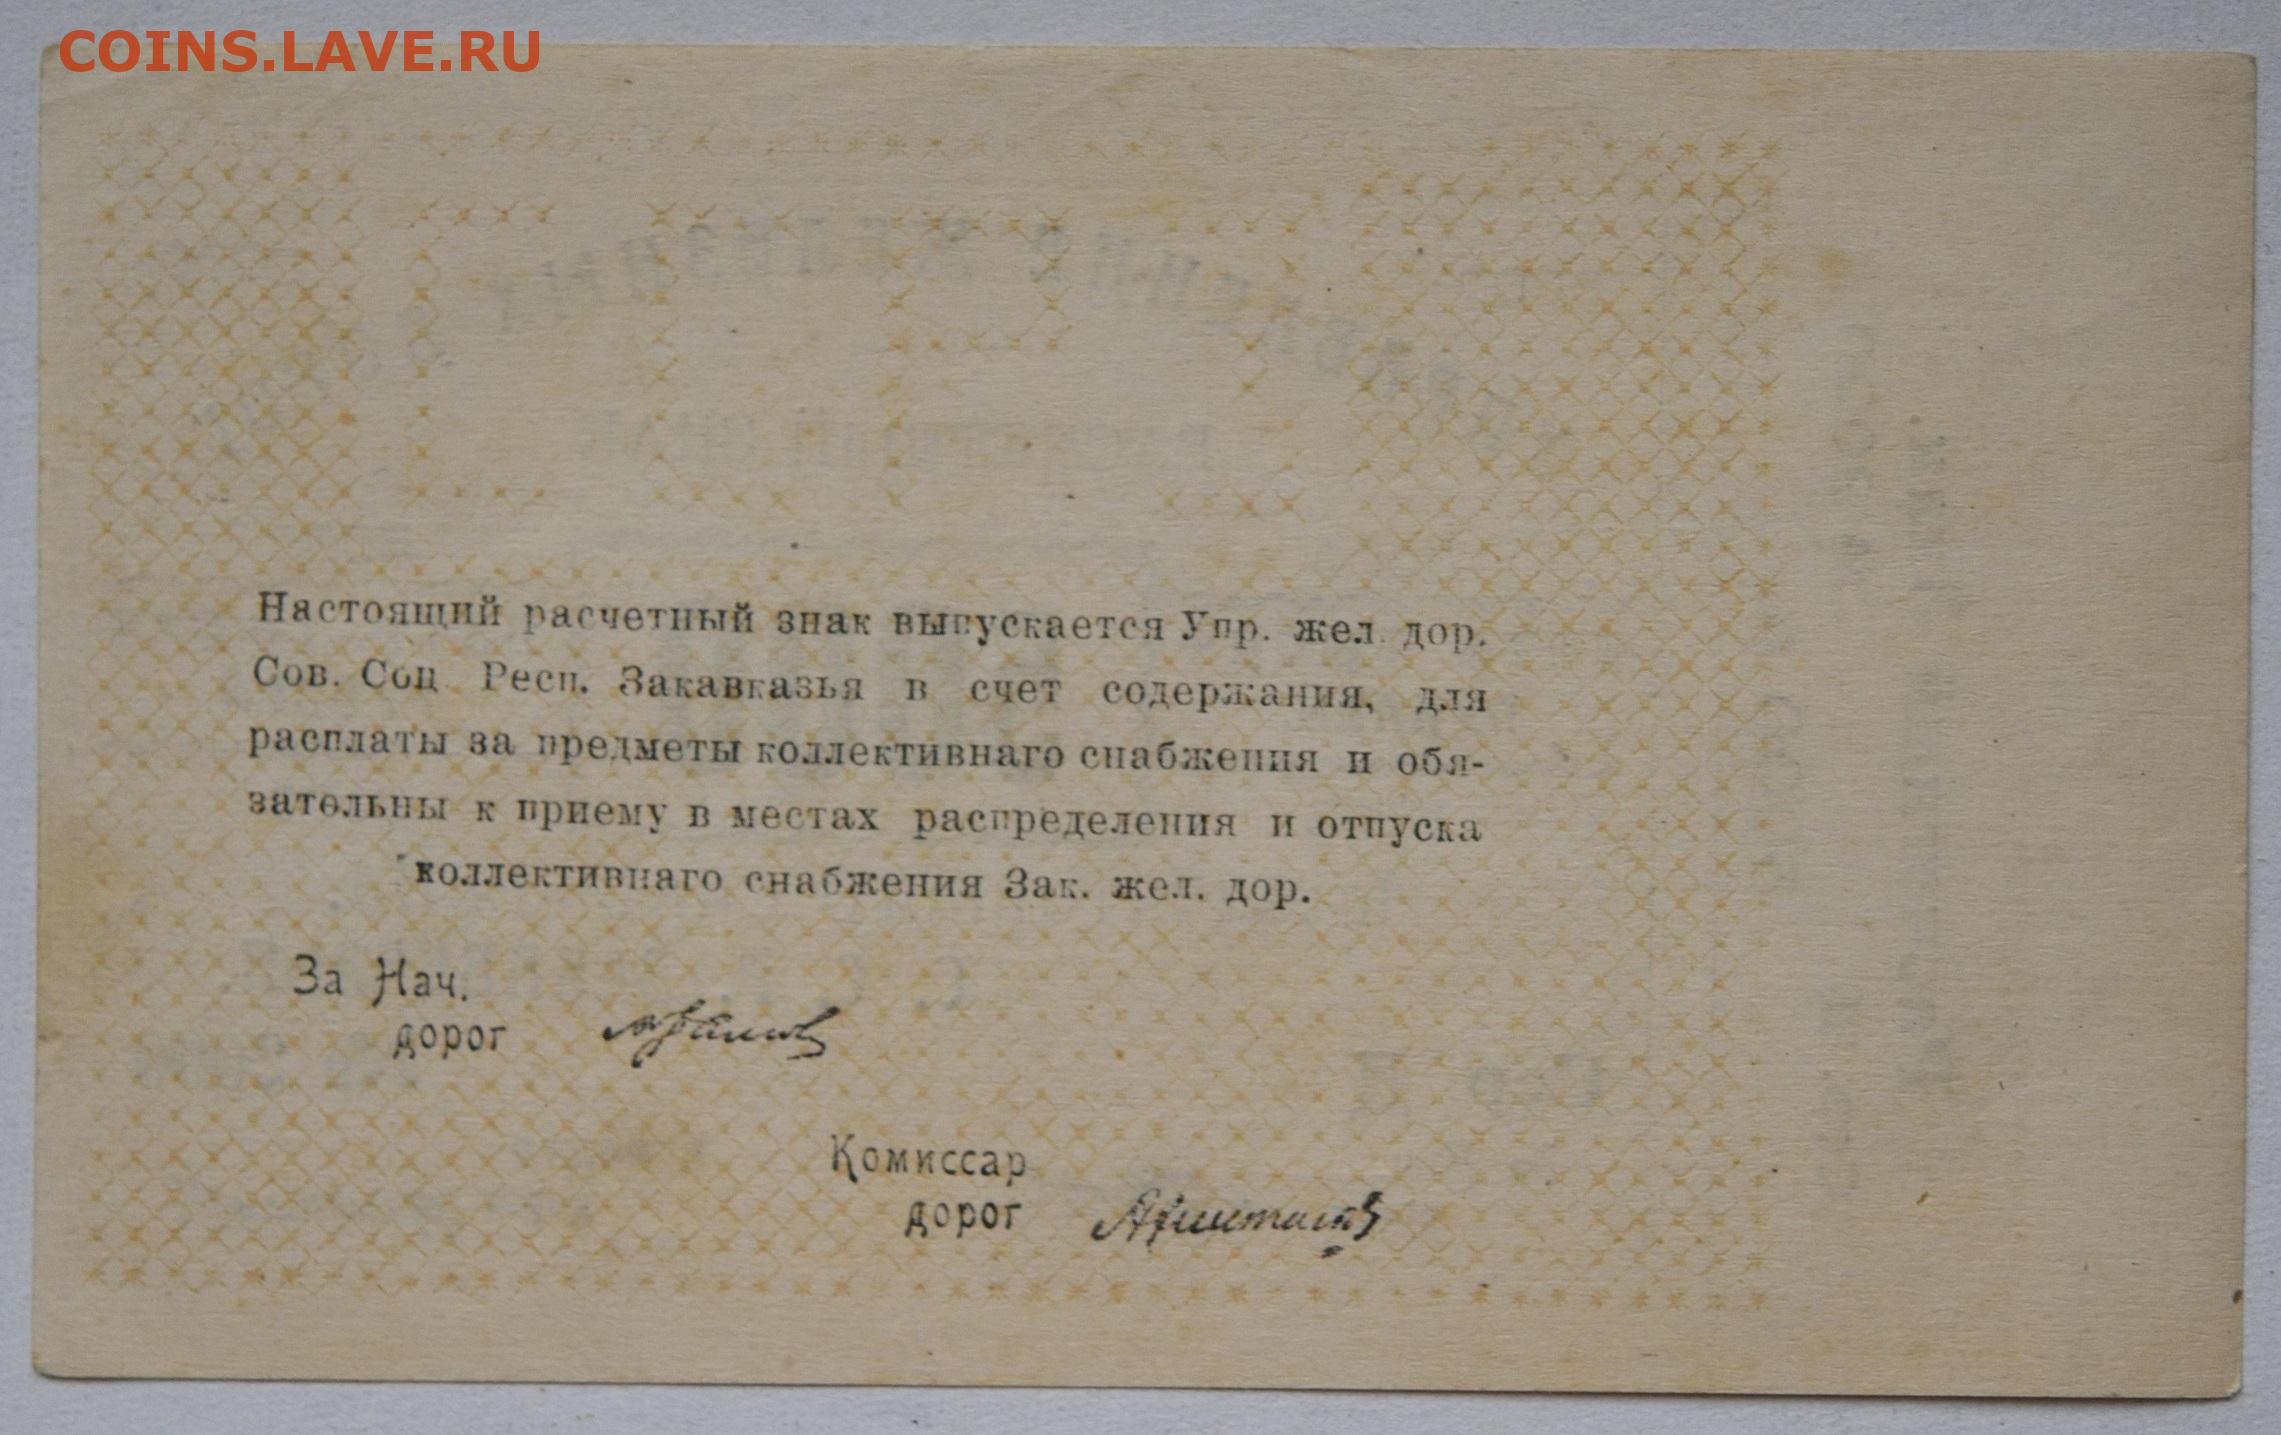 COINS.LAVE.RU
Настоящий расчетный знак выпускается Упр. жел. дор.
Сов. Соц. Респ. Закавказья в счет содержания, для
расплаты за предметы коллективнаго снабжения и обя-
зательны к приему в местах распределения и отпуска
коллективнаго снабжения Зак. жел. дор.
За Нач.
дорог
Комиссар
дорог